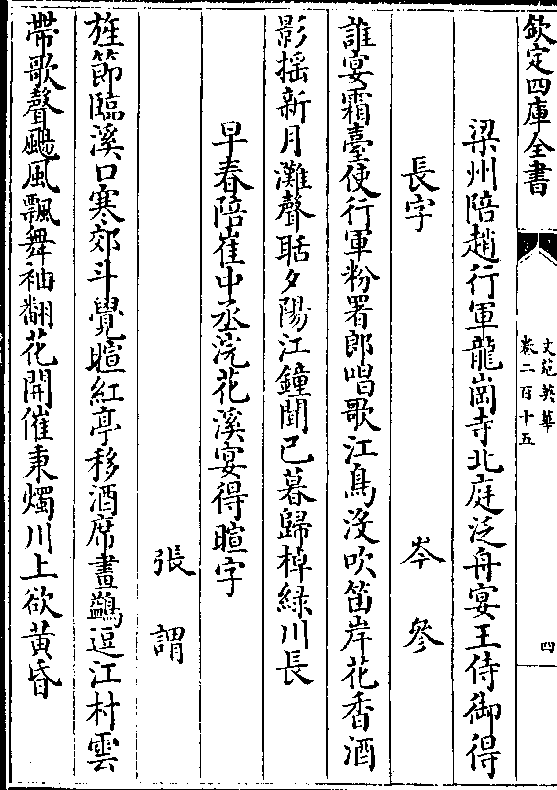 欽定四庫全書
文苑英華
卷二百十五
四
梁州陪趙行軍龍崗寺北庭泛舟宴王侍御得
長字
岑參
誰宴霜臺使行軍粉署郎唱歌江鳥沒吹笛岸花香酒
影搖新月灘聲聒夕陽江鐘聞已暮歸棹綠川長
早春陪崔中丞浣花溪宴得暄字
張謂
旌節臨溪口寒郊斗覺暄紅亭移酒席畫鷁逗江村雲
帶歌聲颺風飄舞袖翻花開催秉燭川上欲黃昏